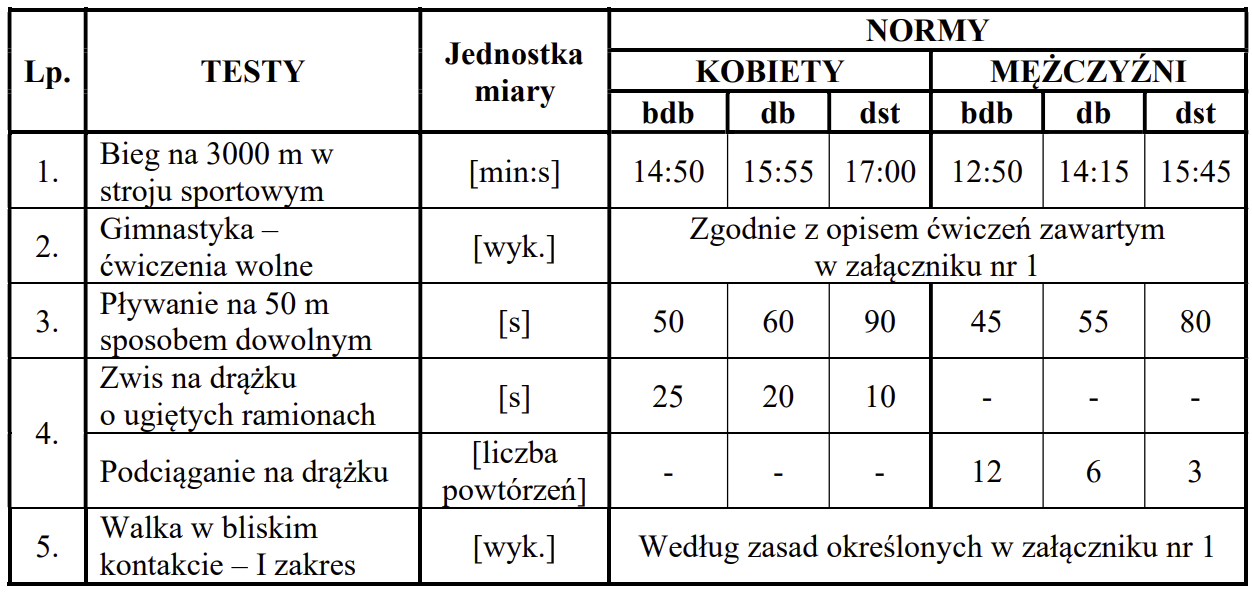 Lp. TESTY Jednostka miary NORMY
KOBIETY MĘŻCZYŹNI
bdb db dst bdb db dst
1. Bieg na 3000 m w
stroju sportowym [min:s] 14:50 15:55 17:00 12:50 14:15 15:45
2. Gimnastyka –
ćwiczenia wolne [wyk.] Zgodnie z opisem ćwiczeń zawartym
w załączniku nr 1
3. Pływanie na 50 m
sposobem dowolnym [s] 50 60 90 45 55 80
4. Zwis na drążku
o ugiętych ramionach [s] 25 20 10 - - -
Podciąganie na drążku [liczba
powtórzeń] - - - 12 6 3
5. Walka w bliskim
kontakcie – I zakres [wyk.] Według zasad określonych w załączniku nr 1